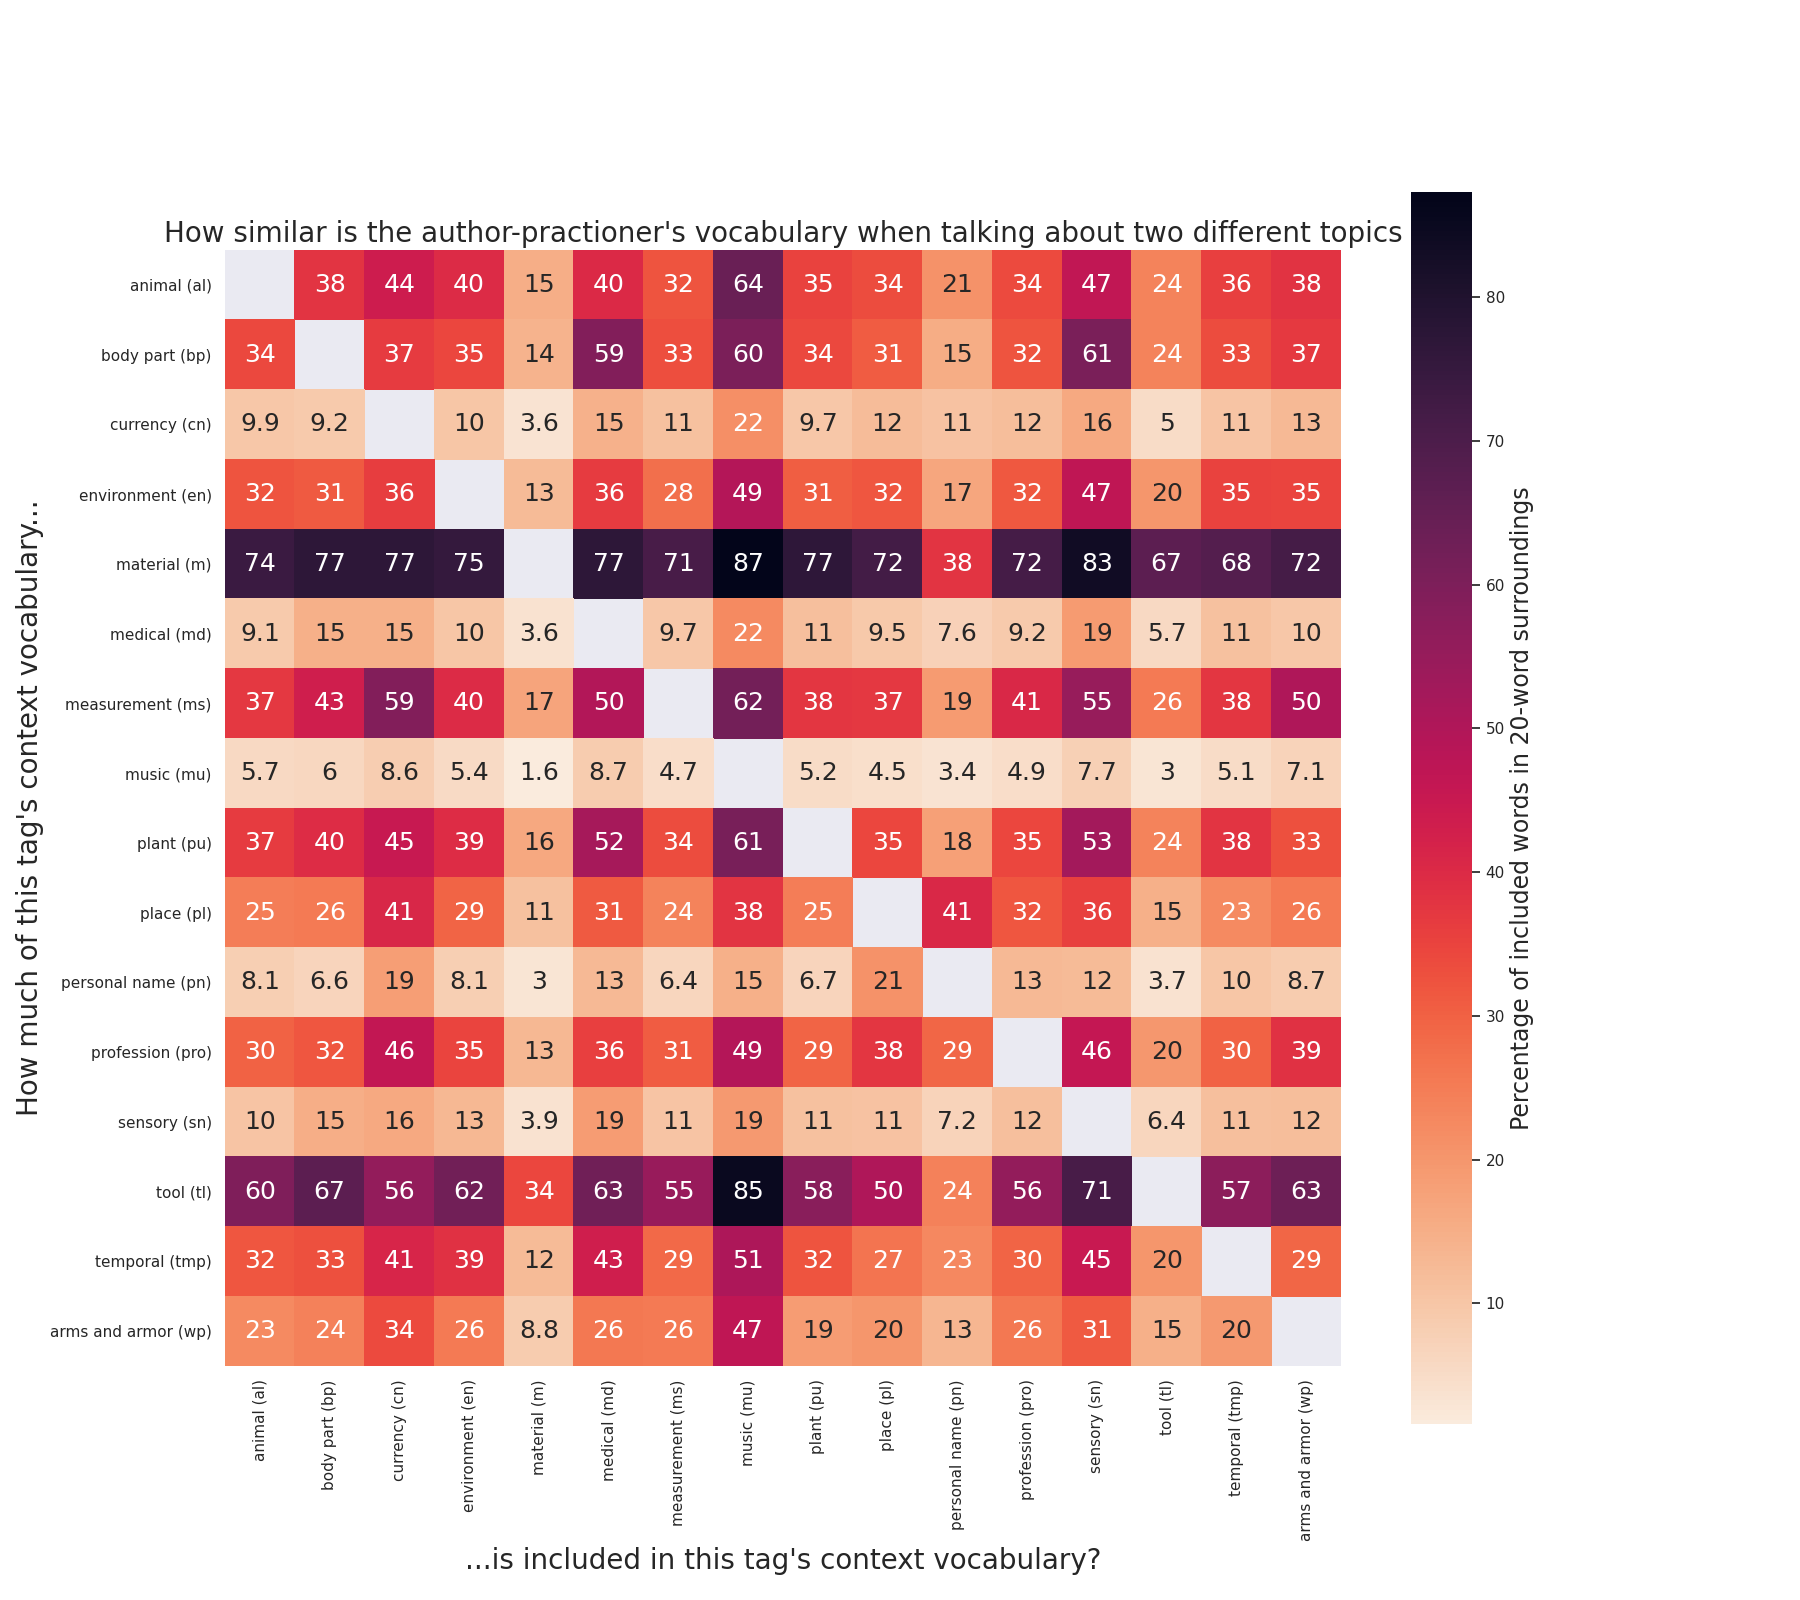 How similar is the author-practioner's vocabulary when talking about two different topics
How much of this tag's context vocabulary...
animal (al) 38 44 40 15 40 32 64 35 34 21 34 47 24 36 38
body part (bp) 34 37 35 14 59 33 60 34 31 15 32 61 24 33 37
currency (cn) 9.9 9.2 10 3.6 15 11 22 9.7 12 11 12 16 5 11 13
environment (en) 32 31 36 13 36 28 49 31 32 17 32 47 20 35 35
material (m) 74 77 77 75 77 71 87 77 72 38 72 83 67 68 72
medical (md) 9.1 15 15 10 3.6 9.7 22 11 9.5 7.6 9.2 19 5.7 11 10
measurement (ms) 37 43 59 40 17 50 62 38 37 19 41 55 26 38 50
music (mu) 5.7 6 8.6 5.4 1.6 8.7 4.7 5.2 4.5 3.4 4.9 7.7 3 5.1 7.1
plant (pu) 37 40 45 39 16 52 34 61 35 18 35 53 24 38 33
place (pl) 25 26 41 29 11 31 24 38 25 41 32 36 15 23 26
personal name (pn) 8.1 6.6 19 8.1 3 13 6.4 15 6.7 21 13 12 3.7 10 8.7
profession (pro) 30 32 46 35 13 36 31 49 29 38 29 46 20 30 39
sensory (sn) 10 15 16 13 3.9 19 11 19 11 11 7.2 12 6.4 11 12
tool (tl) 60 67 56 62 34 63 55 85 58 50 24 56 71 57 63
temporal (tmp) 32 33 41 39 12 43 29 51 32 27 23 30 45 20 29
arms and armor (wp) 23 24 34 26 8.8 26 26 47 19 20 13 26 31 15 20
animal (al)
body part (bp)
currency (cn)
environment (en)
material (m)
medical (md)
measurement (ms)
music (mu)
plant (pu)
place (pl)
personal name (pn)
profession (pro)
sensory (sn)
tool (tl)
temporal (tmp)
arms and armor (wp)
...is included in this tag's context vocabulary?
80
70
60
50
40
30
20
10
Percentage of included words in 20-word surroundings